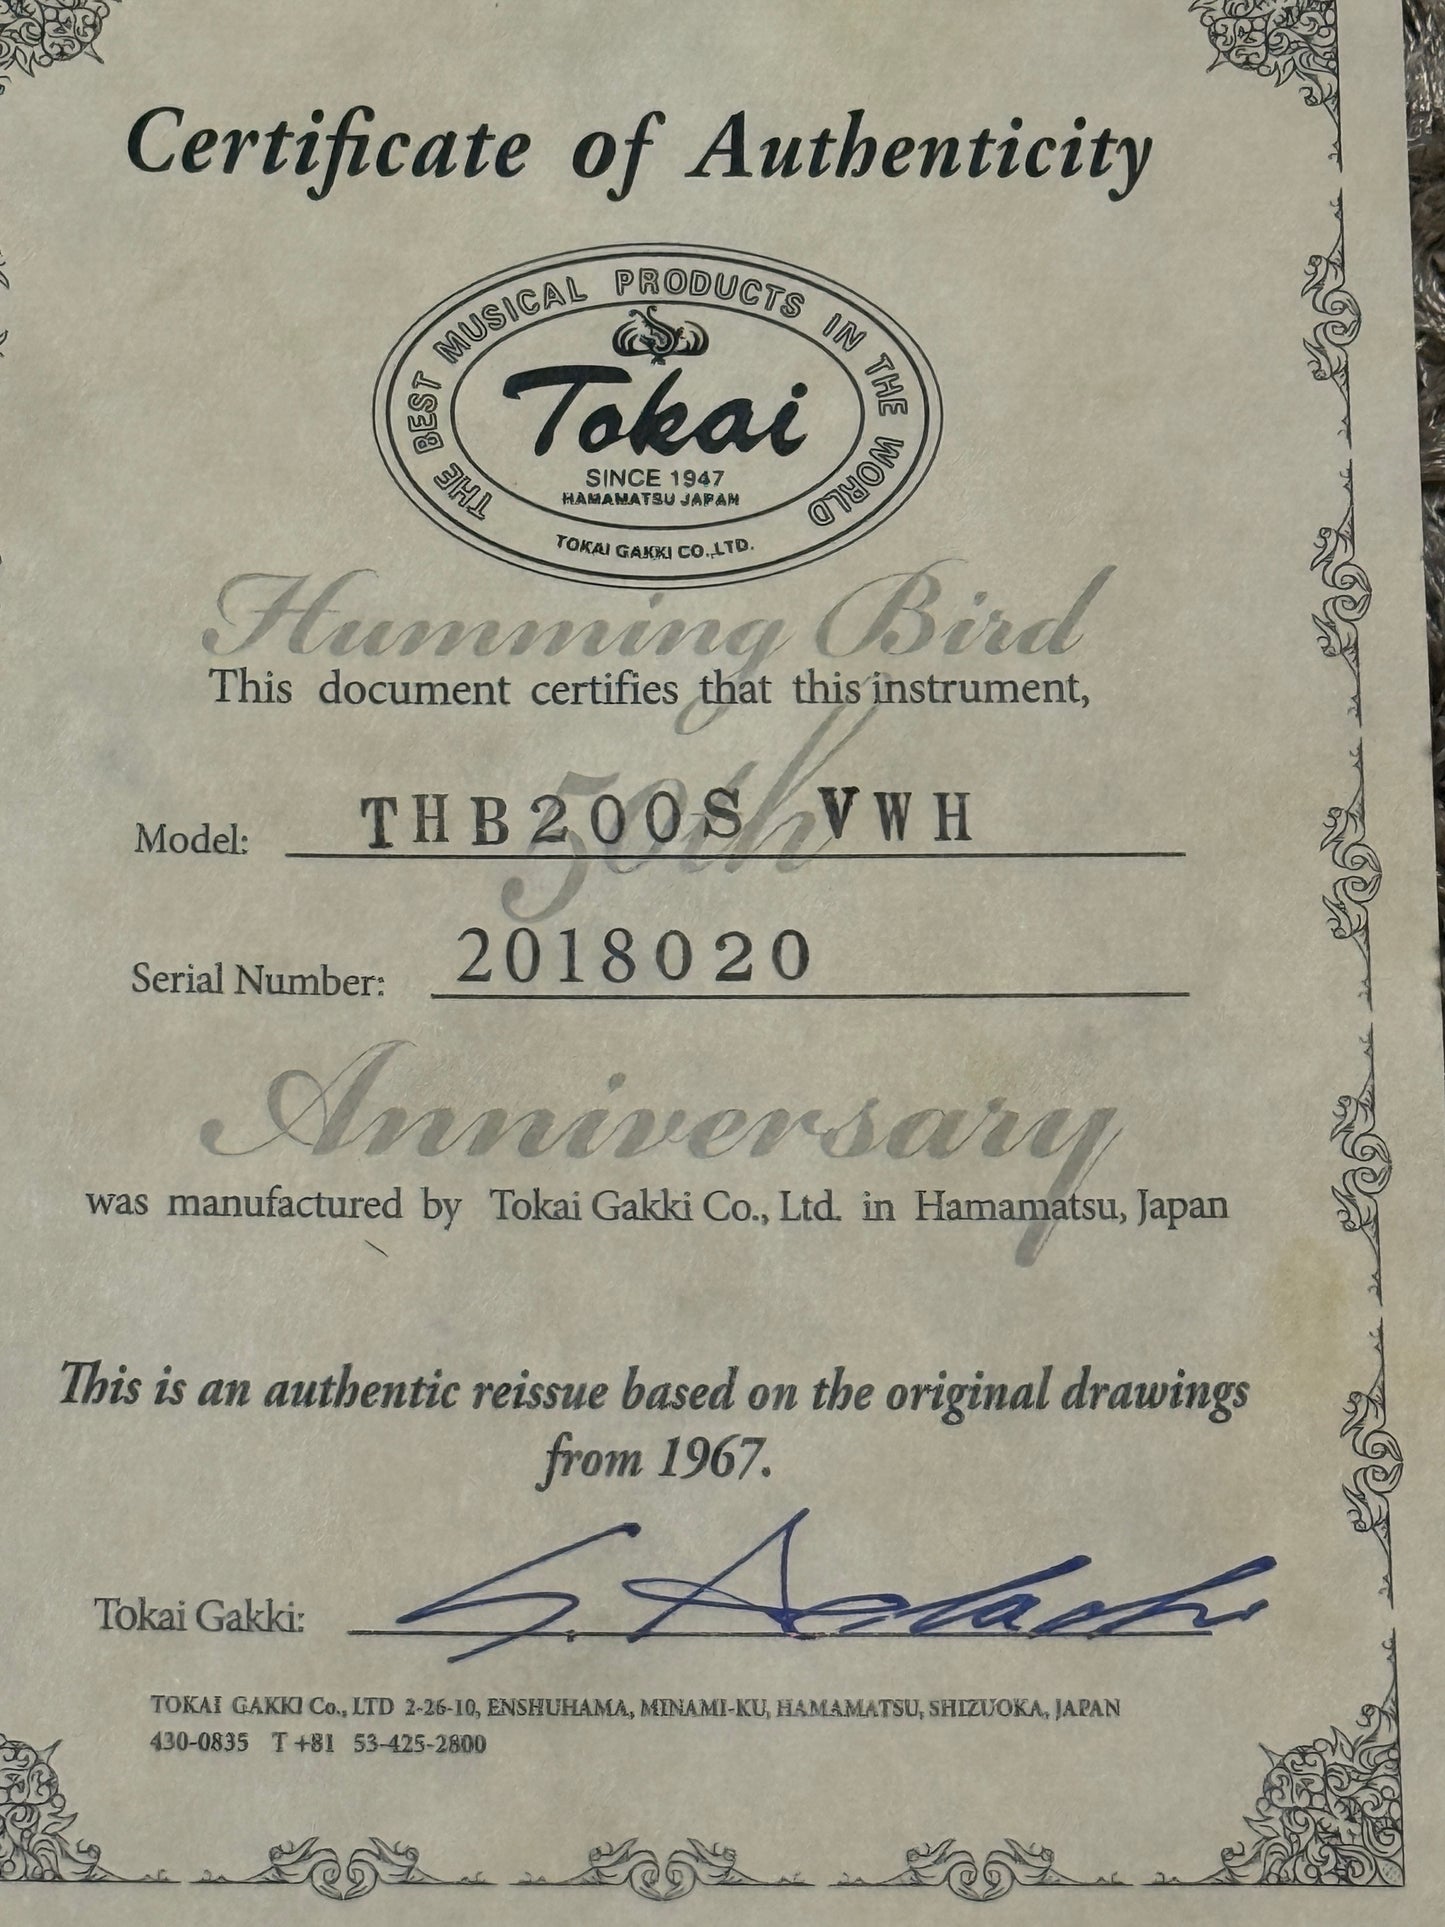 Certificate of Authenticity
THE BEST MUSICAL PRODUCTS IN THE WORLD
Tokai
SINCE 1947
HAMAMATSU JAPAN
TOKAI GAKKI CO.,LTD.
Humming Bird
This document certifies that this instrument,
50th
Model: THB200S VWH
Serial Number: 2018020
Anniversary
was manufactured by Tokai Gakki Co., Ltd. in Hamamatsu, Japan
This is an authentic reissue based on the original drawings
from 1967.
Tokai Gakki: S. Adachi
TOKAI GAKKI Co., LTD 2-26-10, ENSHUHAMA, MINAMI-KU, HAMAMATSU, SHIZUOKA, JAPAN
430-0835 T +81 53-425-2800